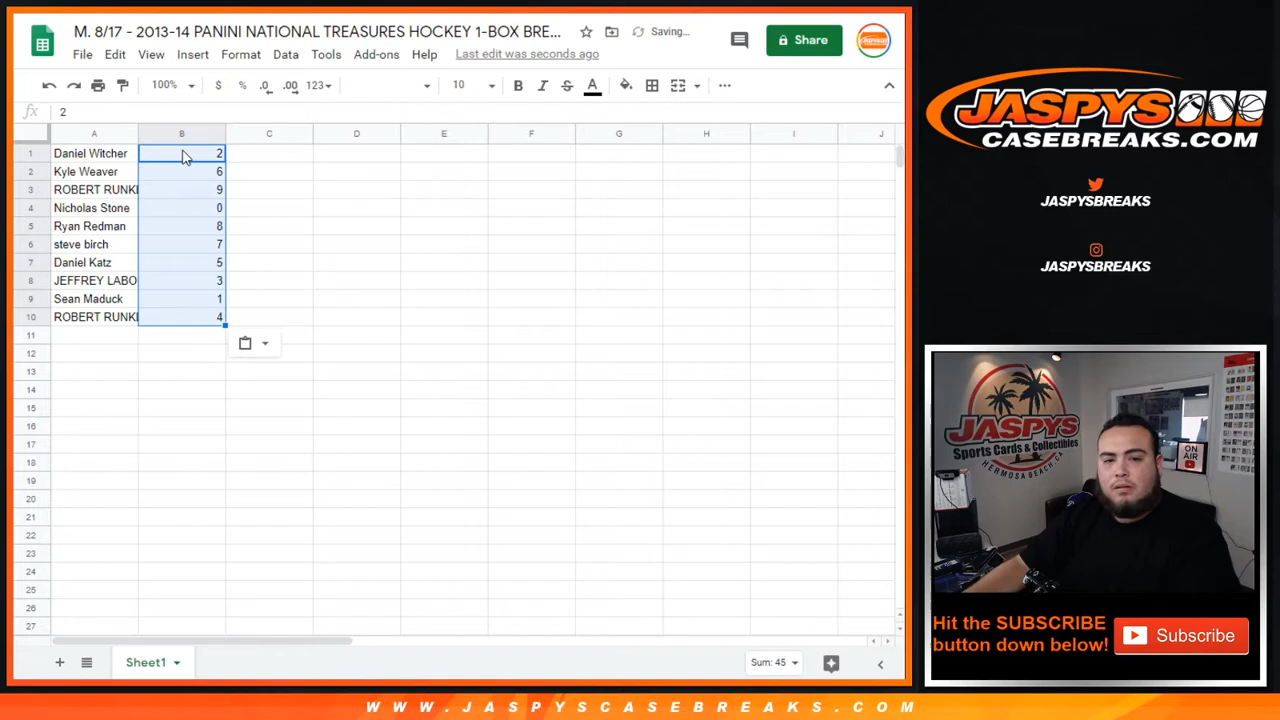 M. 8/17 - 2013-14 PANINI NATIONAL TREASURES HOCKEY 1-BOX BRE...
Saving...
Share
File Edit View Insert Format Data Tools Add-ons Help Last edit was seconds ago
100% $ % .0 .00 123 10 B I S A
fx 2
A B C D E F G H I J
1 Daniel Witcher 2
2 Kyle Weaver 6
3 ROBERT RUNK 9
4 Nicholas Stone 0
5 Ryan Redman 8
6 steve birch 7
7 Daniel Katz 5
8 JEFFREY LABO 3
9 Sean Maduck 1
10 ROBERT RUNK 4
11
12
13
14
15
16
17
18
19
20
21
22
23
24
25
26
27
Sheet1
Sum: 45
JASPYS
CASEBREAKS.COM
JASPYSBREAKS
JASPYSBREAKS
JASPYS
Sports Cards & Collectibles
HERMOSA BEACH, CA
ON AIR
Hit the SUBSCRIBE
button down below!
Subscribe
WWW.JASPYSCASEBREAKS.COM